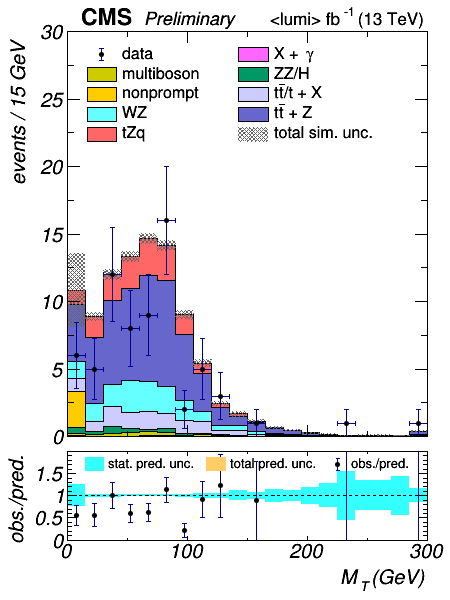 CMS Preliminary <lumi> fb⁻¹ (13 TeV)
events / 15 GeV
30
25
20
15
10
5
0
data
multiboson
nonprompt
WZ
tZ̄q
X + γ
ZZ/H
tt̄/t + X
tt̄ + Z
total sim. unc.
obs./pred.
1.5
1
0.5
0
stat. pred. unc. total pred. unc. obs./pred.
0 100 200 300
M_T (GeV)